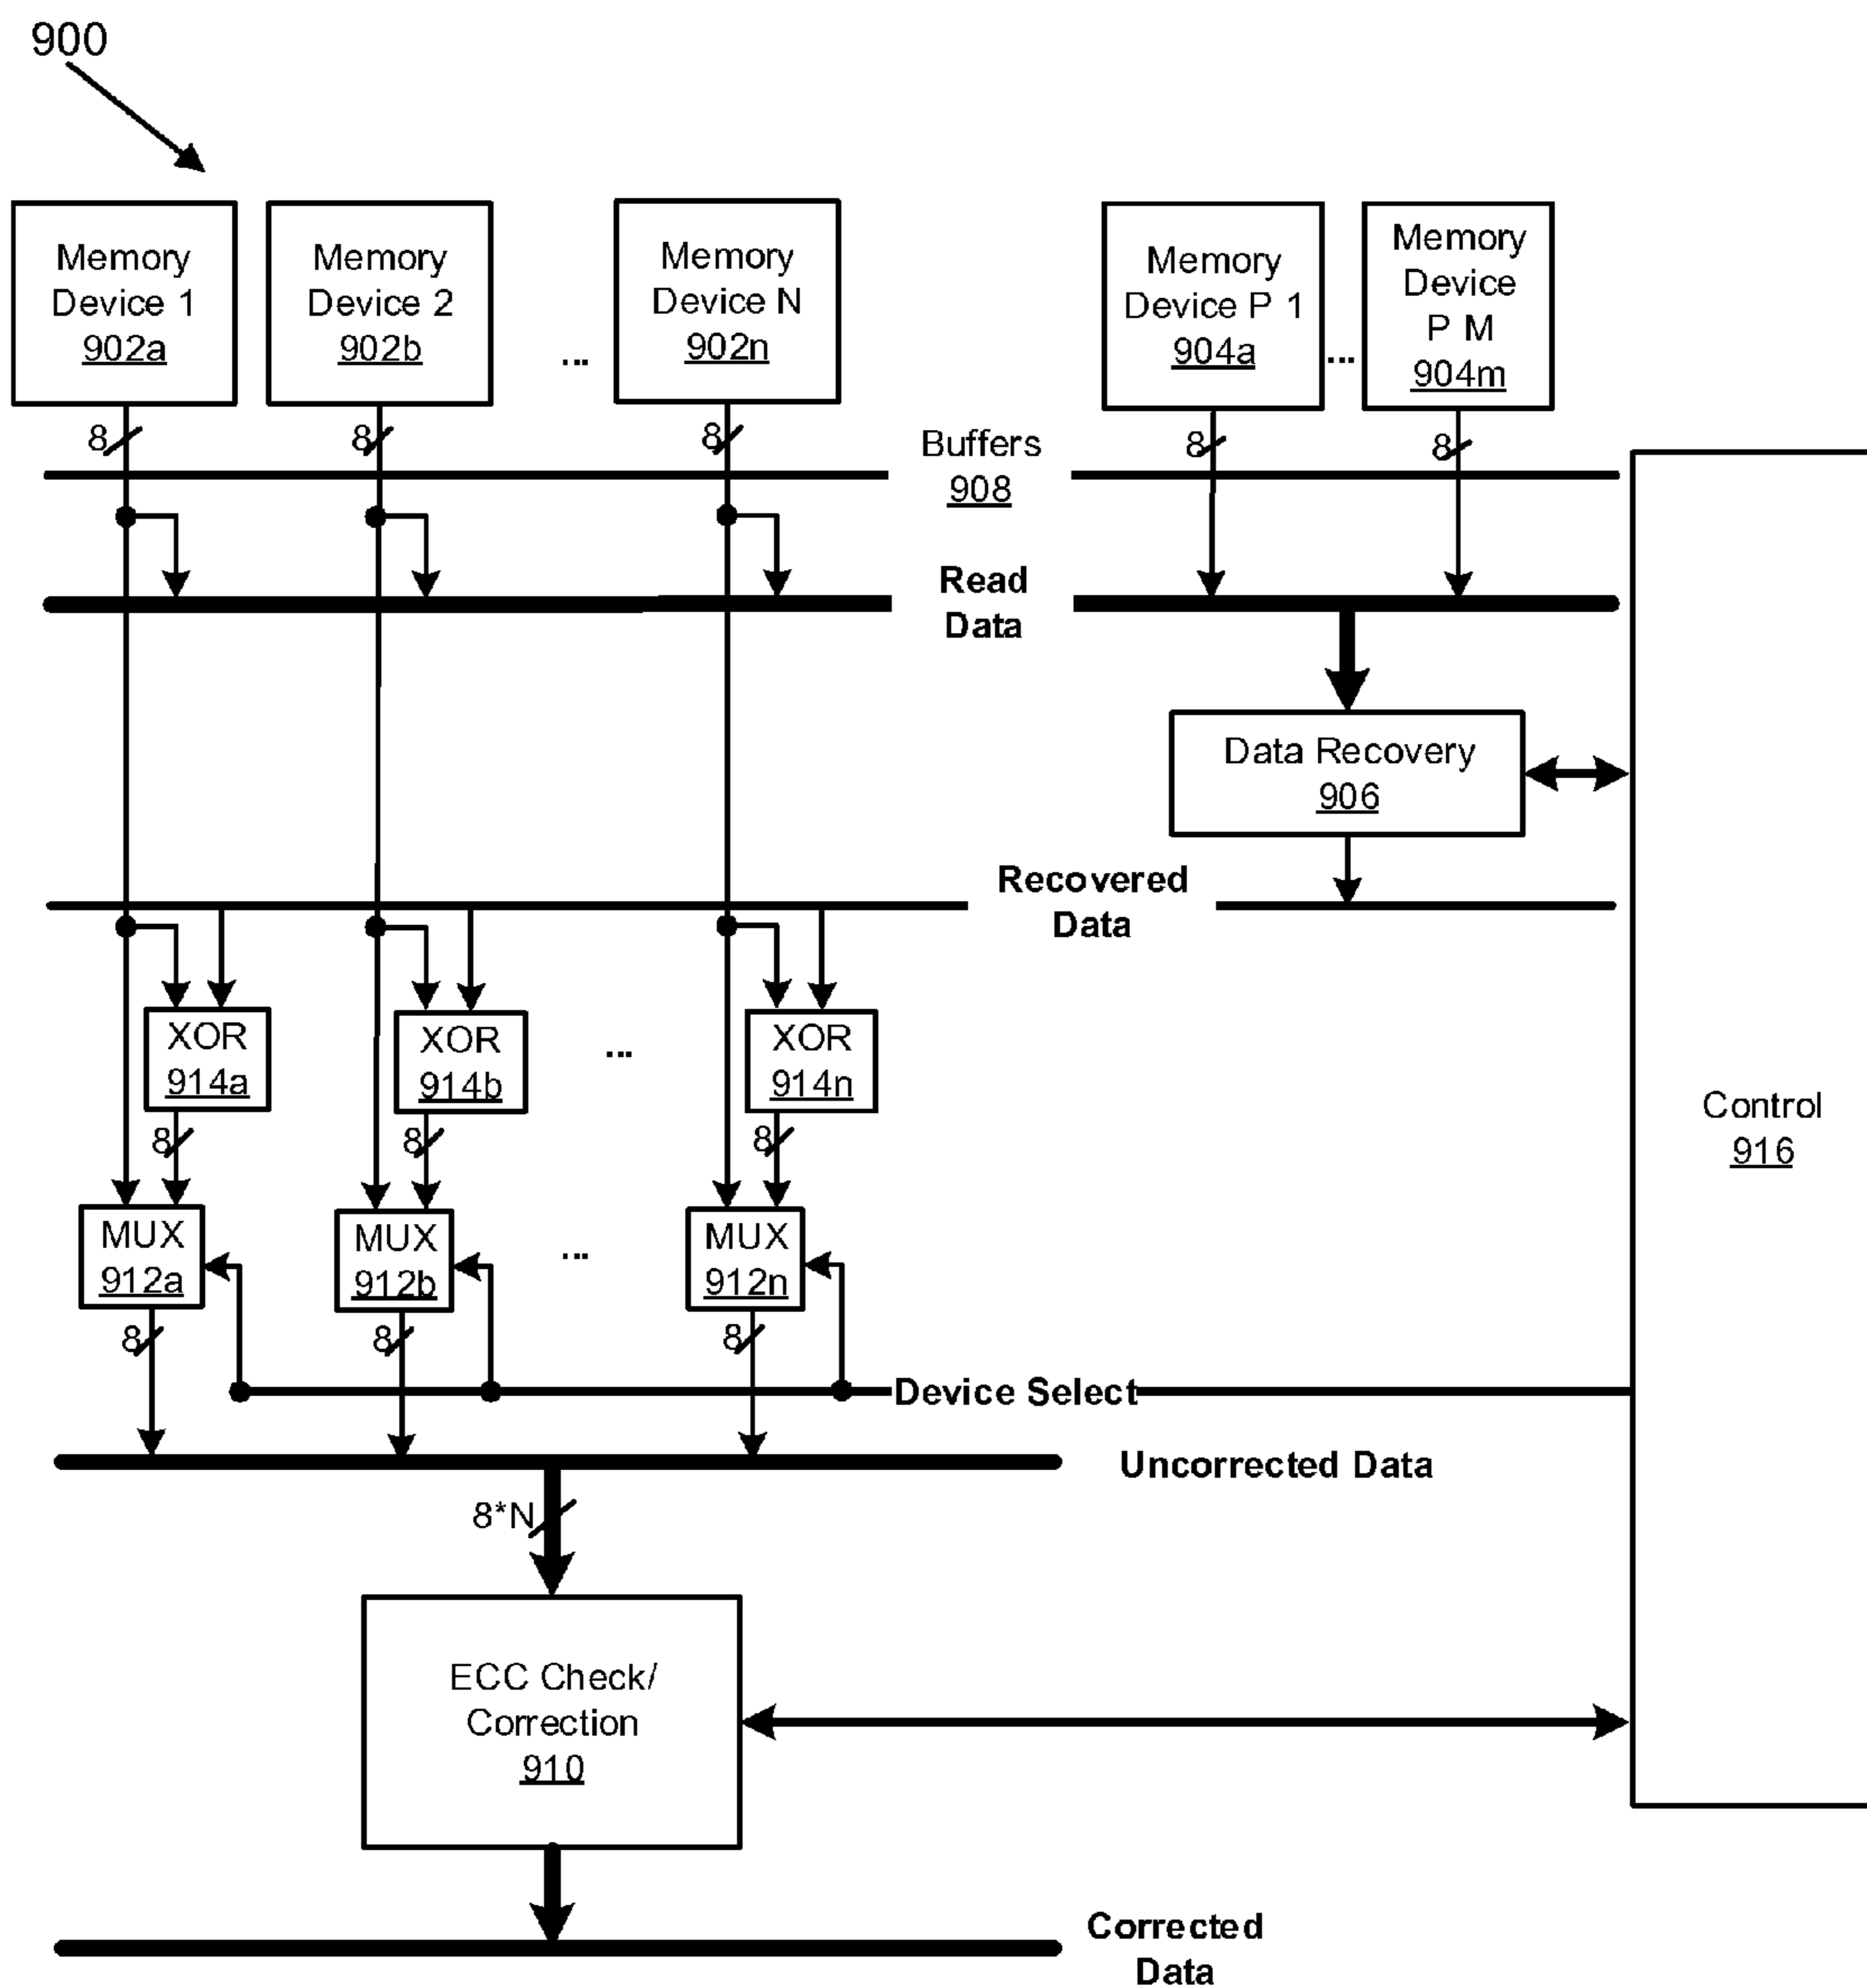 900
Memory
Device 1
902a
Memory
Device 2
902b
...
Memory
Device N
902n
Memory
Device P 1
904a
...
Memory
Device
P M
904m
8
8
8
Buffers
908
8
8
Read
Data
Data Recovery
906
Recovered
Data
XOR
914a
XOR
914b
...
XOR
914n
Control
916
8
8
8
MUX
912a
MUX
912b
...
MUX
912n
8
8
8
Device Select
Uncorrected Data
8*N
ECC Check/
Correction
910
Corrected
Data